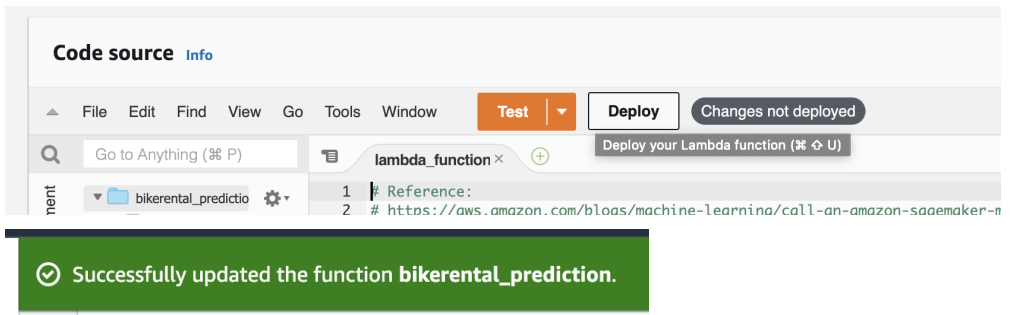 Code source Info
File Edit Find View Go Tools Window Test Deploy Changes not deployed
Go to Anything (⌘ P) lambda_function × Deploy your Lambda function (⌘ ⇧ U)
bikerental_predictio 1 # Reference:
2 # https://aws.amazon.com/blogs/machine-learning/call-an-amazon-sagemaker-m
Successfully updated the function bikerental_prediction.